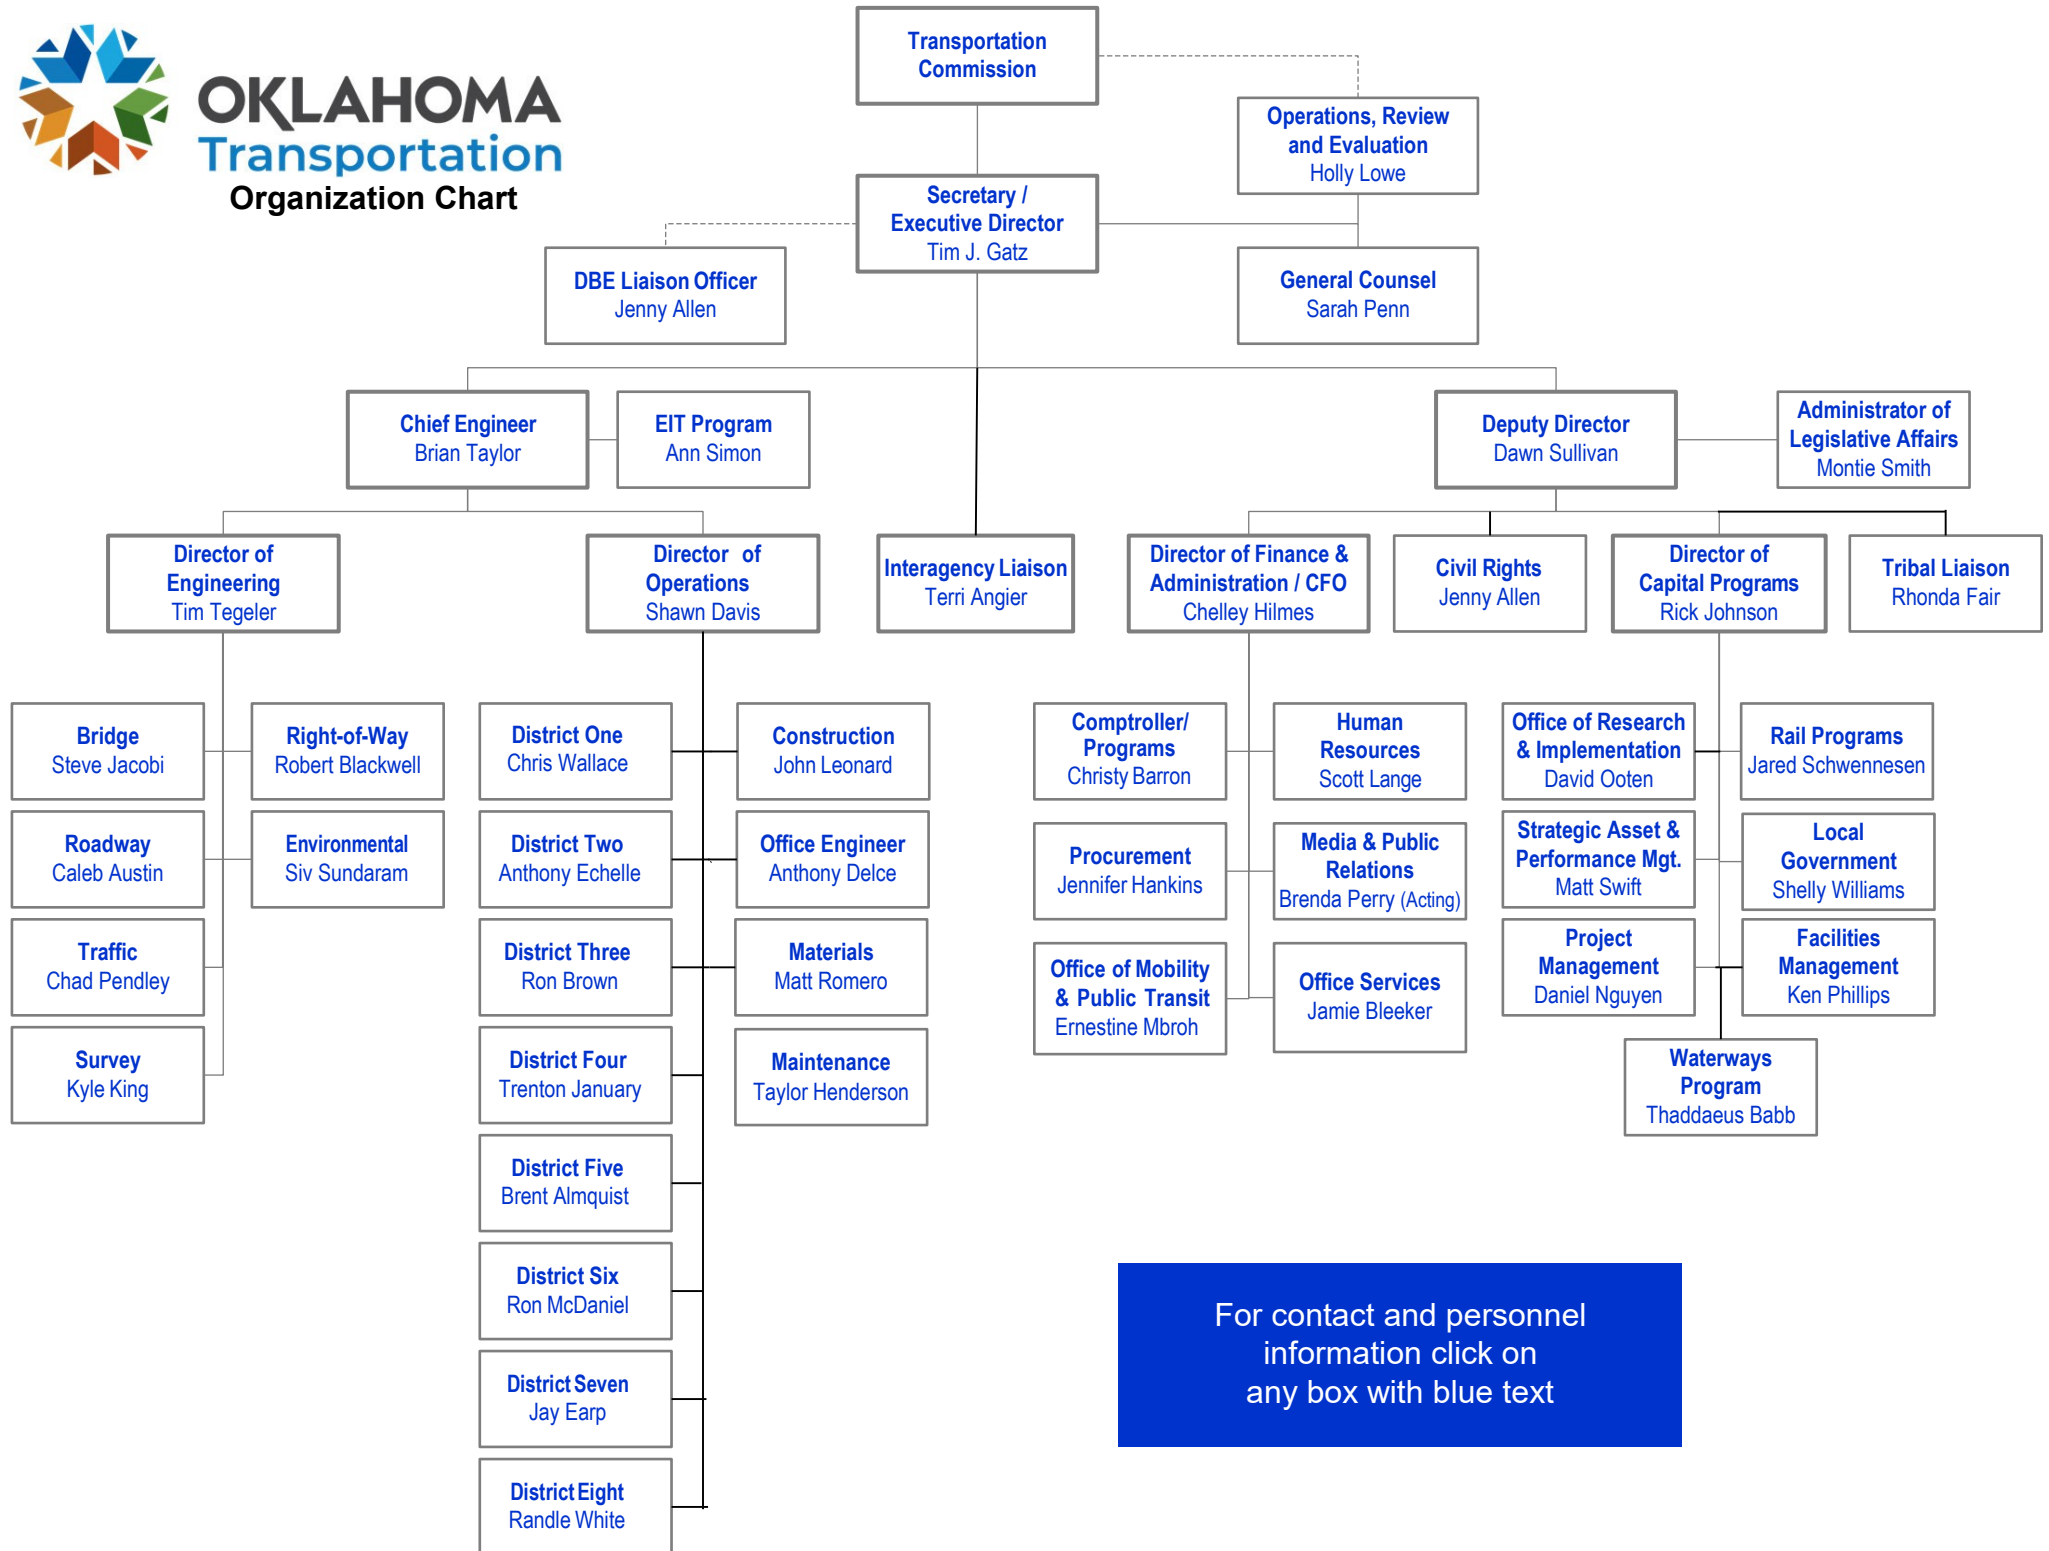 OKLAHOMA
Transportation
Organization Chart
Transportation
Commission
Operations, Review
and Evaluation
Holly Lowe
Secretary /
Executive Director
Tim J. Gatz
DBE Liaison Officer
Jenny Allen
General Counsel
Sarah Penn
Chief Engineer
Brian Taylor
EIT Program
Ann Simon
Deputy Director
Dawn Sullivan
Administrator of
Legislative Affairs
Montie Smith
Director of
Engineering
Tim Tegeler
Director of
Operations
Shawn Davis
Interagency Liaison
Terri Angier
Director of Finance &
Administration / CFO
Chelley Hilmes
Civil Rights
Jenny Allen
Director of
Capital Programs
Rick Johnson
Tribal Liaison
Rhonda Fair
Bridge
Steve Jacobi
Right-of-Way
Robert Blackwell
Roadway
Caleb Austin
Environmental
Siv Sundaram
Traffic
Chad Pendley
Survey
Kyle King
District One
Chris Wallace
Construction
John Leonard
District Two
Anthony Echelle
Office Engineer
Anthony Delce
District Three
Ron Brown
Materials
Matt Romero
District Four
Trenton January
Maintenance
Taylor Henderson
District Five
Brent Almquist
District Six
Ron McDaniel
District Seven
Jay Earp
District Eight
Randle White
Comptroller/
Programs
Christy Barron
Human
Resources
Scott Lange
Procurement
Jennifer Hankins
Media & Public
Relations
Brenda Perry (Acting)
Office of Mobility
& Public Transit
Ernestine Mbroh
Office Services
Jamie Bleeker
Office of Research
& Implementation
David Ooten
Rail Programs
Jared Schwennesen
Strategic Asset &
Performance Mgt.
Matt Swift
Local
Government
Shelly Williams
Project
Management
Daniel Nguyen
Facilities
Management
Ken Phillips
Waterways
Program
Thaddaeus Babb
For contact and personnel
information click on
any box with blue text